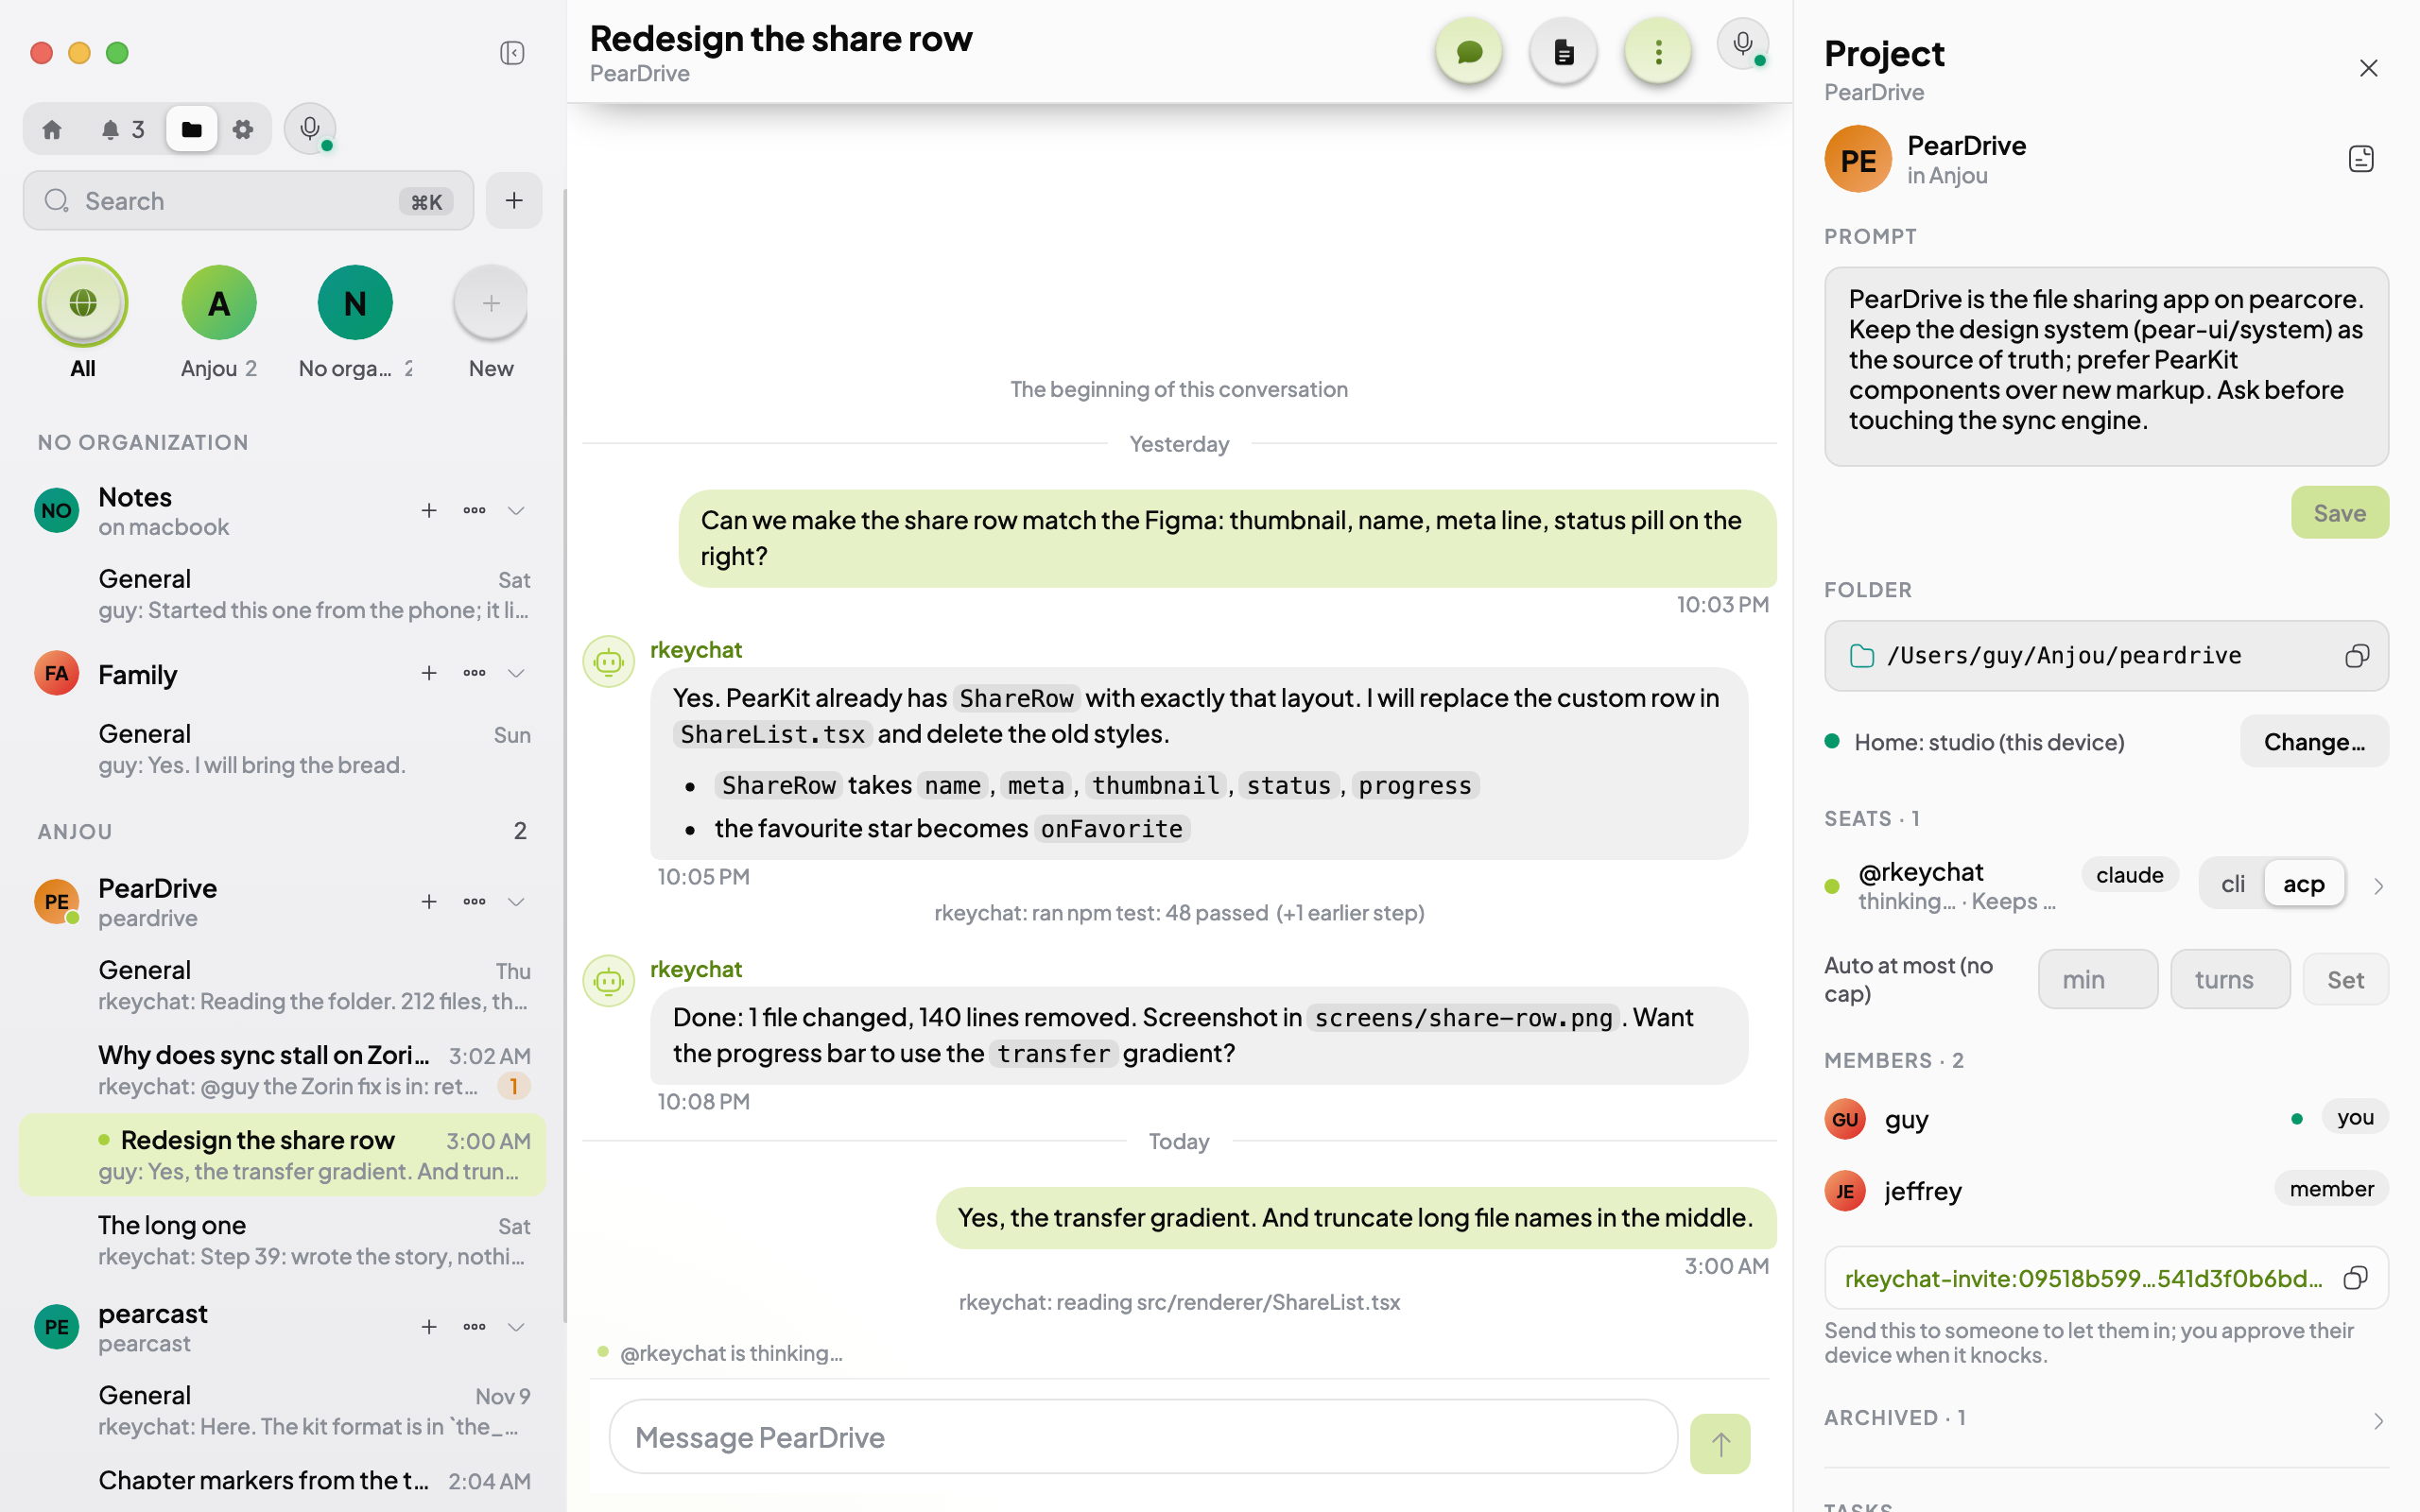 3
Search
⌘K
All
A
Anjou 2
N
No orga... 2
New
NO ORGANIZATION
NO
Notes
on macbook
General
Sat
guy: Started this one from the phone; it li...
FA
Family
General
Sun
guy: Yes. I will bring the bread.
ANJOU
2
PE
PearDrive
peardrive
General
Thu
rkeychat: Reading the folder. 212 files, th...
Why does sync stall on Zori...
3:02 AM
rkeychat: @guy the Zorin fix is in: ret...
1
Redesign the share row
3:00 AM
guy: Yes, the transfer gradient. And trun...
The long one
Sat
rkeychat: Step 39: wrote the story, nothi...
PE
pearcast
pearcast
General
Nov 9
rkeychat: Here. The kit format is in `the_...
Chapter markers from the t...
2:04 AM
Redesign the share row
PearDrive
The beginning of this conversation
Yesterday
Can we make the share row match the Figma: thumbnail, name, meta line, status pill on the
right?
10:03 PM
rkeychat
Yes. PearKit already has ShareRow with exactly that layout. I will replace the custom row in
ShareList.tsx and delete the old styles.
• ShareRow takes name, meta, thumbnail, status, progress
• the favourite star becomes onFavorite
10:05 PM
rkeychat: ran npm test: 48 passed (+1 earlier step)
rkeychat
Done: 1 file changed, 140 lines removed. Screenshot in screens/share-row.png. Want
the progress bar to use the transfer gradient?
10:08 PM
Today
Yes, the transfer gradient. And truncate long file names in the middle.
3:00 AM
rkeychat: reading src/renderer/ShareList.tsx
@rkeychat is thinking...
Message PearDrive
Project
PearDrive
PE
PearDrive
in Anjou
PROMPT
PearDrive is the file sharing app on pearcore.
Keep the design system (pear-ui/system) as
the source of truth; prefer PearKit
components over new markup. Ask before
touching the sync engine.
Save
FOLDER
/Users/guy/Anjou/peardrive
Home: studio (this device)
Change...
SEATS · 1
@rkeychat
thinking... · Keeps ...
claude
cli
acp
Auto at most (no
cap)
min
turns
Set
MEMBERS · 2
GU
guy
you
JE
jeffrey
member
rkeychat-invite:09518b599...541d3f0b6bd...
Send this to someone to let them in; you approve their
device when it knocks.
ARCHIVED · 1
TASKS